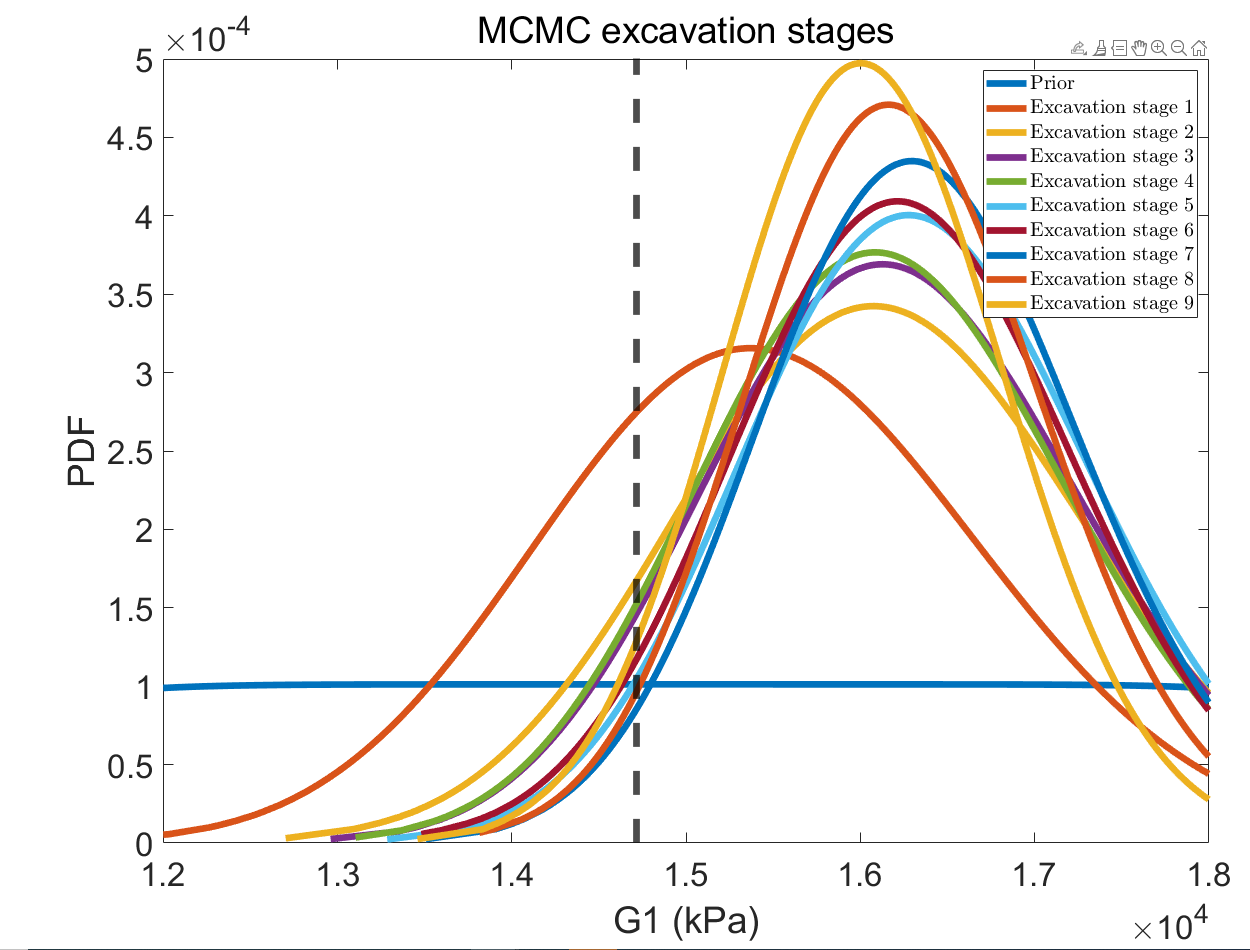 MCMC excavation stages
×10-4
5
4.5
4
3.5
3
2.5
2
1.5
1
0.5
0
PDF
Prior
Excavation stage 1
Excavation stage 2
Excavation stage 3
Excavation stage 4
Excavation stage 5
Excavation stage 6
Excavation stage 7
Excavation stage 8
Excavation stage 9
1.2 1.3 1.4 1.5 1.6 1.7 1.8
G1 (kPa)
×104